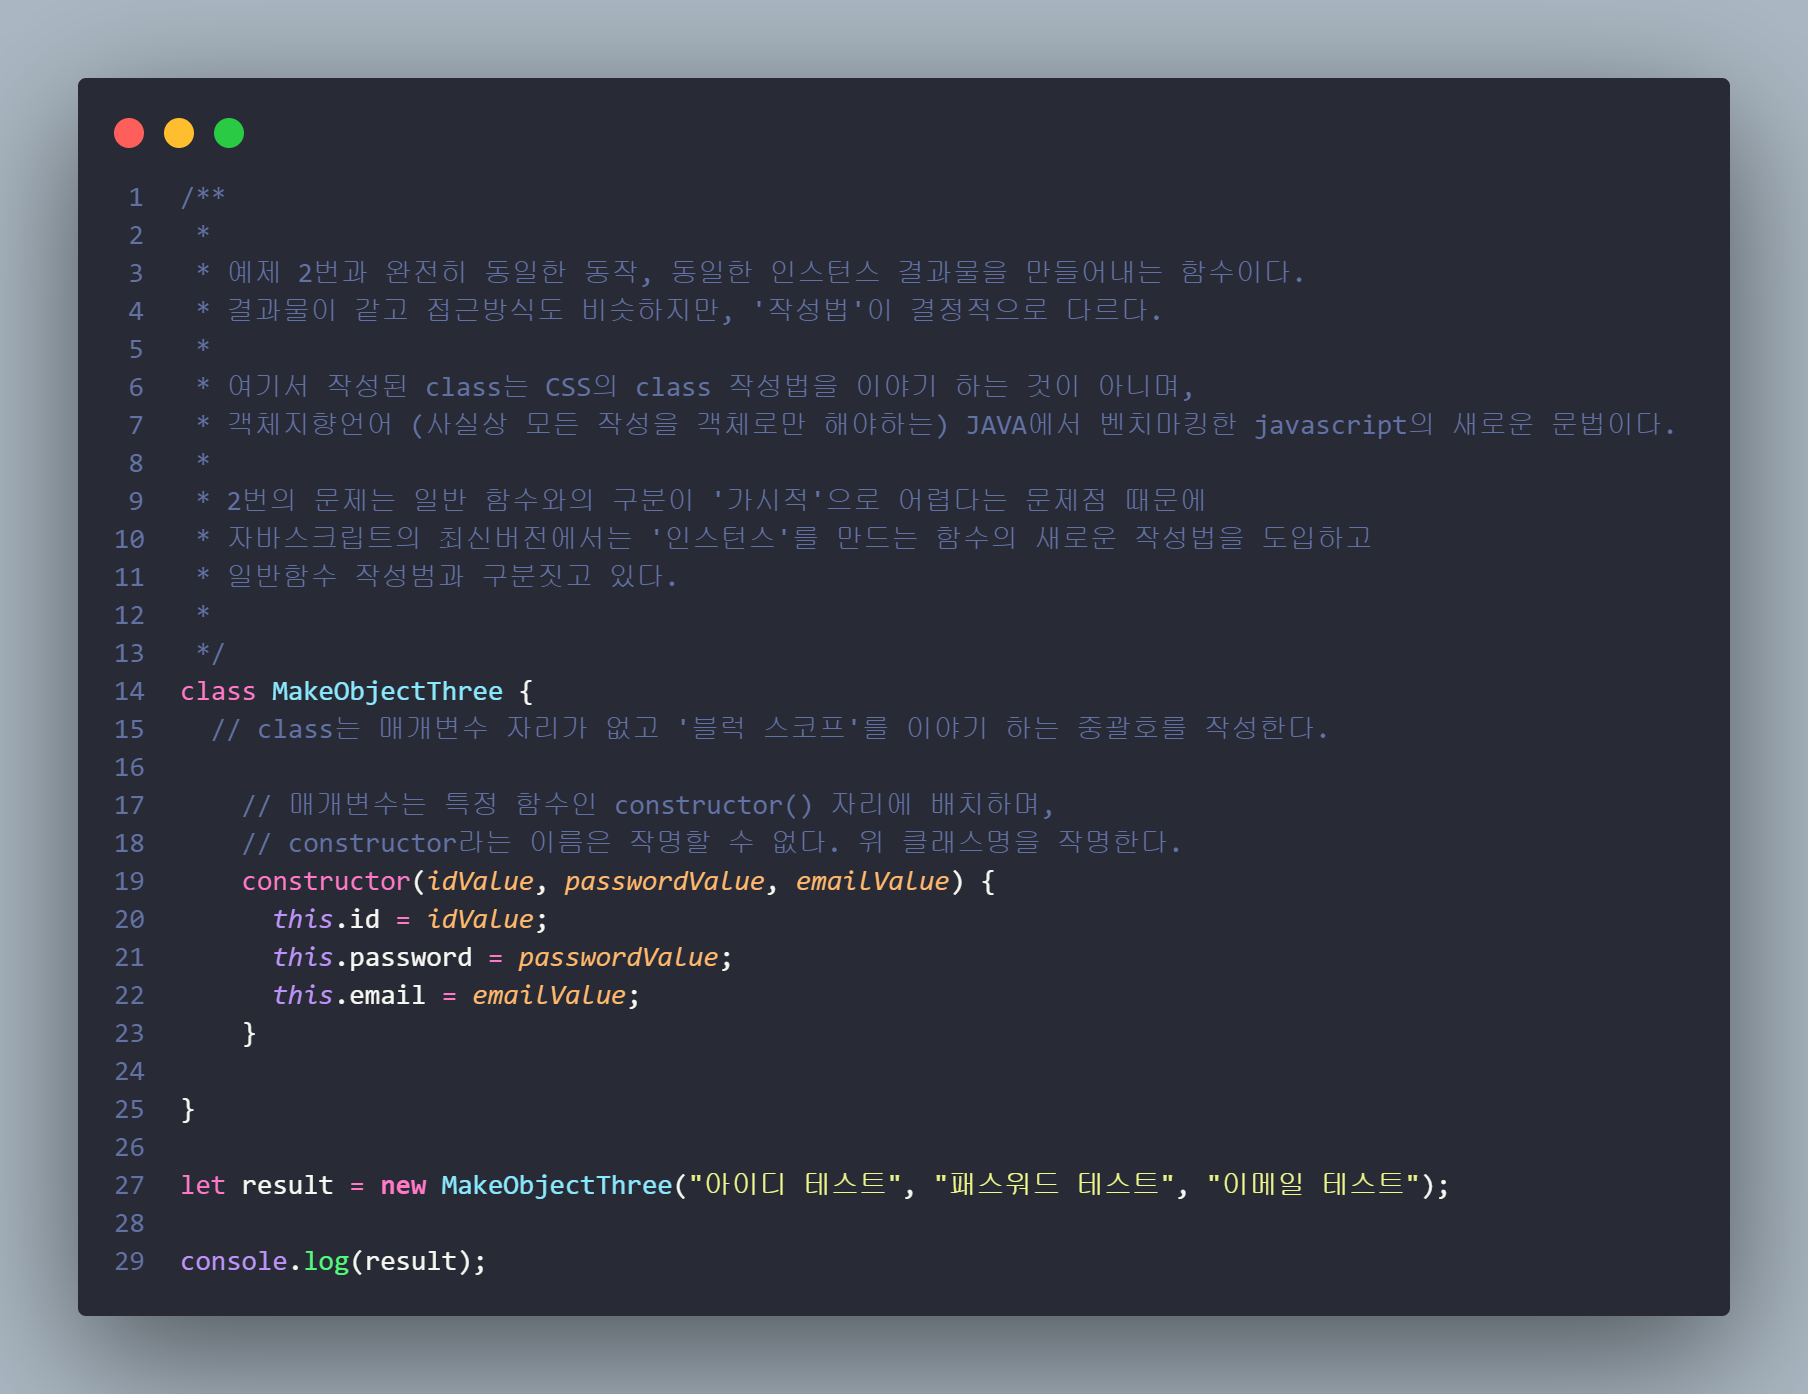 1 /**
2  *
3  * 예제 2번과 완전히 동일한 동작, 동일한 인스턴스 결과물을 만들어내는 함수이다.
4  * 결과물이 같고 접근방식도 비슷하지만, '작성법'이 결정적으로 다르다.
5  *
6  * 여기서 작성된 class는 CSS의 class 작성법을 이야기 하는 것이 아니며,
7  * 객체지향언어 (사실상 모든 작성을 객체로만 해야하는) JAVA에서 벤치마킹한 javascript의 새로운 문법이다.
8  *
9  * 2번의 문제는 일반 함수와의 구분이 '가시적'으로 어렵다는 문제점 때문에
10  * 자바스크립트의 최신버전에서는 '인스턴스'를 만드는 함수의 새로운 작성법을 도입하고
11  * 일반함수 작성범과 구분짓고 있다.
12  *
13  */
14 class MakeObjectThree {
15   // class는 매개변수 자리가 없고 '블럭 스코프'를 이야기 하는 중괄호를 작성한다.
16
17     // 매개변수는 특정 함수인 constructor() 자리에 배치하며,
18     // constructor라는 이름은 작명할 수 없다. 위 클래스명을 작명한다.
19     constructor(idValue, passwordValue, emailValue) {
20       this.id = idValue;
21       this.password = passwordValue;
22       this.email = emailValue;
23     }
24
25 }
26
27 let result = new MakeObjectThree("아이디 테스트", "패스워드 테스트", "이메일 테스트");
28
29 console.log(result);